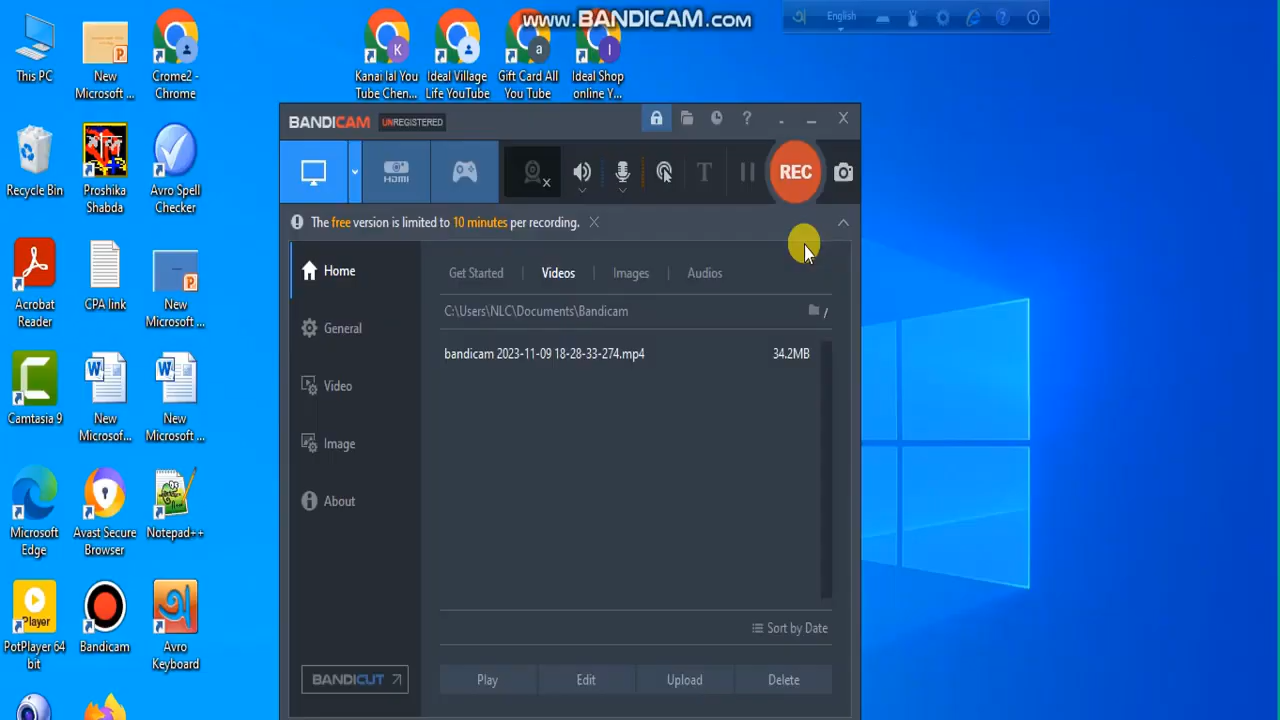 www.BANDICAM.com
English
This PC
New
Microsoft ...
Crome2 -
Chrome
Kanai lal You
Tube Chen...
Ideal Village
Life YouTube
Gift Card All
You Tube
Ideal Shop
online Y...
K
a
I
Recycle Bin
Proshika
Shabda
Avro Spell
Checker
Acrobat
Reader
CPA link
New
Microsoft ...
Camtasia 9
New
Microsof...
New
Microsoft ...
Microsoft
Edge
Avast Secure
Browser
Notepad++
Player
PotPlayer 64
bit
Bandicam
Avro
Keyboard
BANDICAM UNREGISTERED
HDMI
T
REC
The free version is limited to 10 minutes per recording.
Home
General
Video
Image
About
BANDICUT
Get Started
Videos
Images
Audios
C:\Users\NLC\Documents\Bandicam
/
bandicam 2023-11-09 18-28-33-274.mp4 34.2MB
Sort by Date
Play
Edit
Upload
Delete